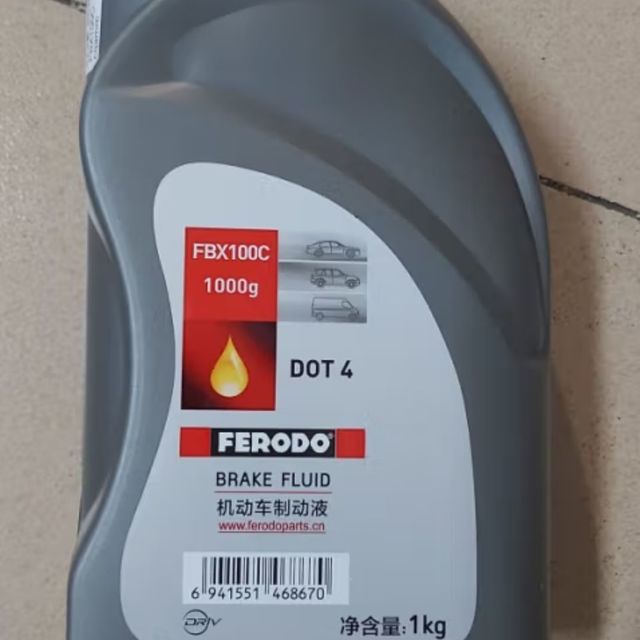 FBX100C
1000g
DOT 4
FERODO®
BRAKE FLUID
机动车制动液
www.ferodoparts.cn
6 941551 468670
DRiV
净含量:1kg